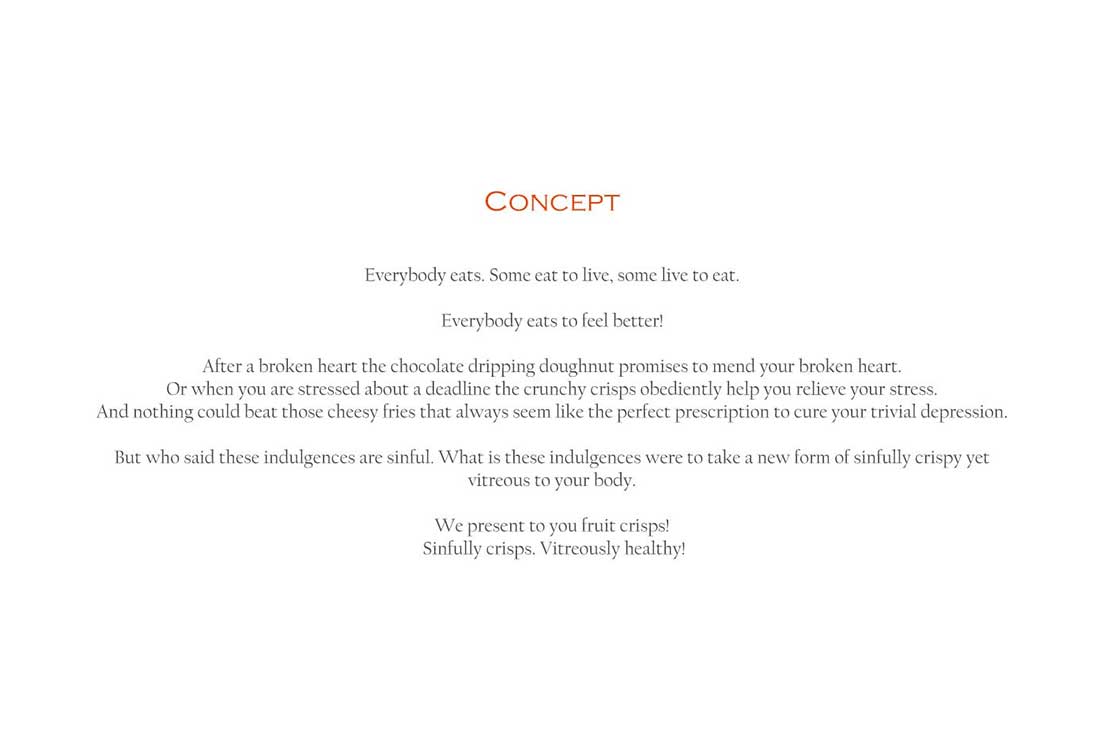 CONCEPT
Everybody eats. Some eat to live, some live to eat.
Everybody eats to feel better!
After a broken heart the chocolate dripping doughnut promises to mend your broken heart.
Or when you are stressed about a deadline the crunchy crisps obediently help you relieve your stress.
And nothing could beat those cheesy fries that always seem like the perfect prescription to cure your trivial depression.
But who said these indulgences are sinful. What is these indulgences were to take a new form of sinfully crispy yet
vitreous to your body.
We present to you fruit crisps!
Sinfully crisps. Vitreously healthy!